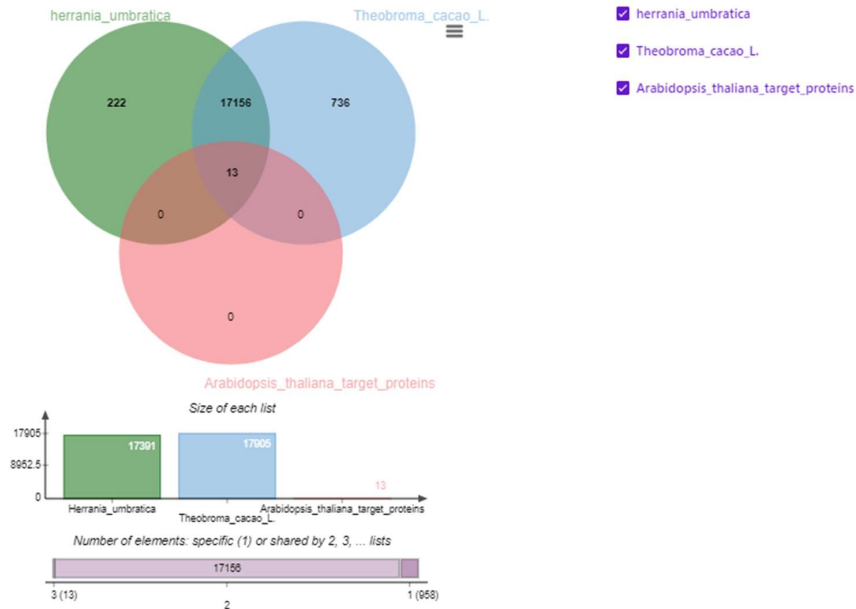 herrania_umbratica
Theobroma_cacao_L.
herrania_umbratica
Theobroma_cacao_L.
Arabidopsis_thaliana_target_proteins
222
17156
736
13
0
0
0
Arabidopsis_thaliana_target_proteins
Size of each list
17905
8952.5
0
17391
17905
13
Herrania_umbratica
Theobroma_cacao_L.
Arabidopsis_thaliana_target_proteins
Number of elements: specific (1) or shared by 2, 3, ... lists
17156
3 (13)
2
1 (958)